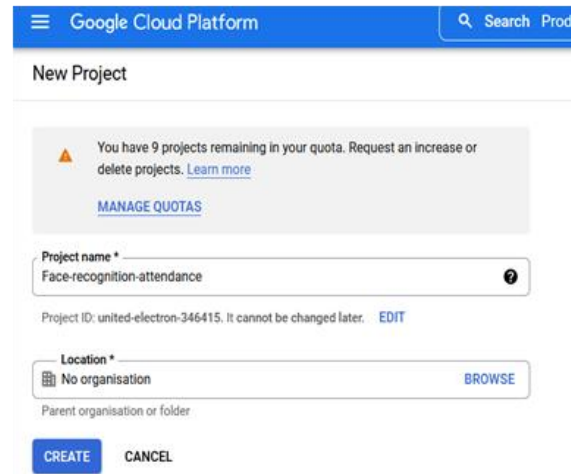 Google Cloud Platform
Search Prod
New Project
You have 9 projects remaining in your quota. Request an increase or
delete projects. Learn more
MANAGE QUOTAS
Project name *
Face-recognition-attendance
Project ID: united-electron-346415. It cannot be changed later. EDIT
Location *
No organisation BROWSE
Parent organisation or folder
CREATE CANCEL